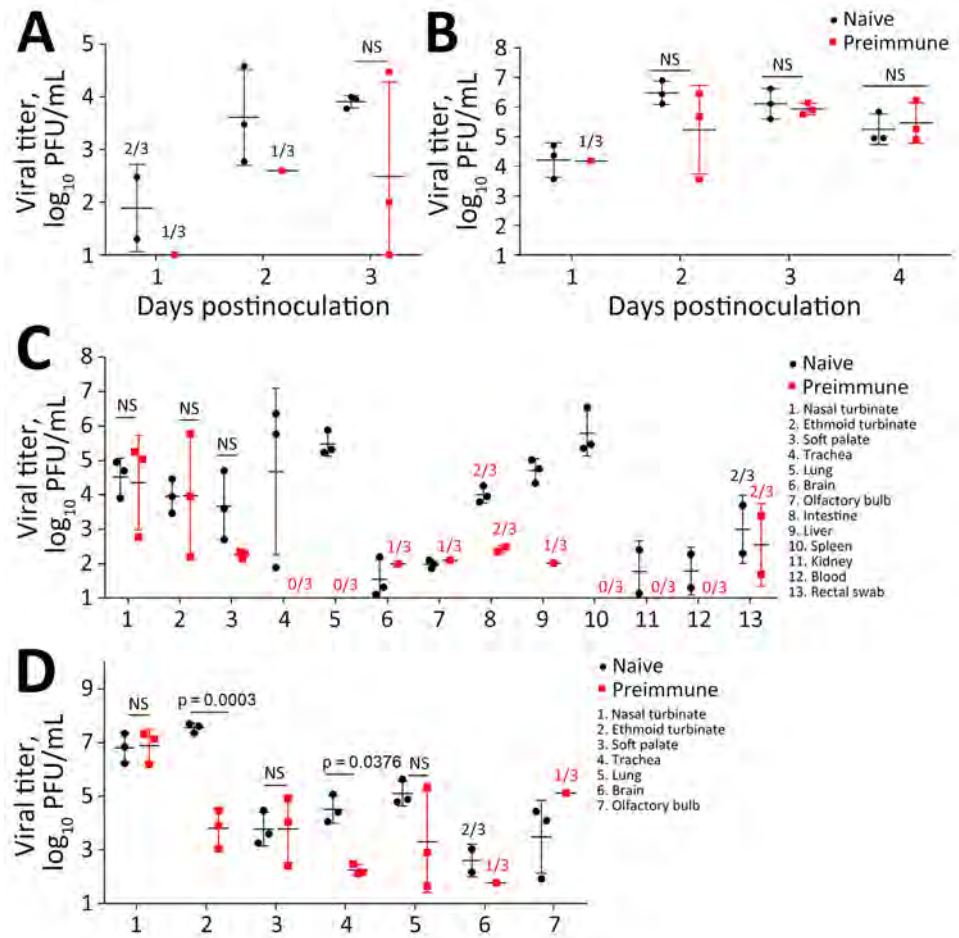 A
Viral titer,
log10 PFU/mL
5
4
3
2
1
2/3
1/3
1/3
NS
1
2
3
Days postinoculation
B
Naive
Preimmune
Viral titer,
log10 PFU/mL
8
7
6
5
4
3
2
1
1/3
NS
NS
NS
1
2
3
4
Days postinoculation
C
Viral titer,
log10 PFU/mL
8
7
6
5
4
3
2
1
NS
NS
NS
0/3
0/3
1/3
1/3
2/3
2/3
1/3
0/3
0/3
0/3
2/3
2/3
1
2
3
4
5
6
7
8
9
10
11
12
13
Naive
Preimmune
1. Nasal turbinate
2. Ethmoid turbinate
3. Soft palate
4. Trachea
5. Lung
6. Brain
7. Olfactory bulb
8. Intestine
9. Liver
10. Spleen
11. Kidney
12. Blood
13. Rectal swab
D
Viral titer,
log10 PFU/mL
9
7
5
3
1
NS
p = 0.0003
NS
p = 0.0376
NS
2/3
1/3
1/3
1
2
3
4
5
6
7
Naive
Preimmune
1. Nasal turbinate
2. Ethmoid turbinate
3. Soft palate
4. Trachea
5. Lung
6. Brain
7. Olfactory bulb